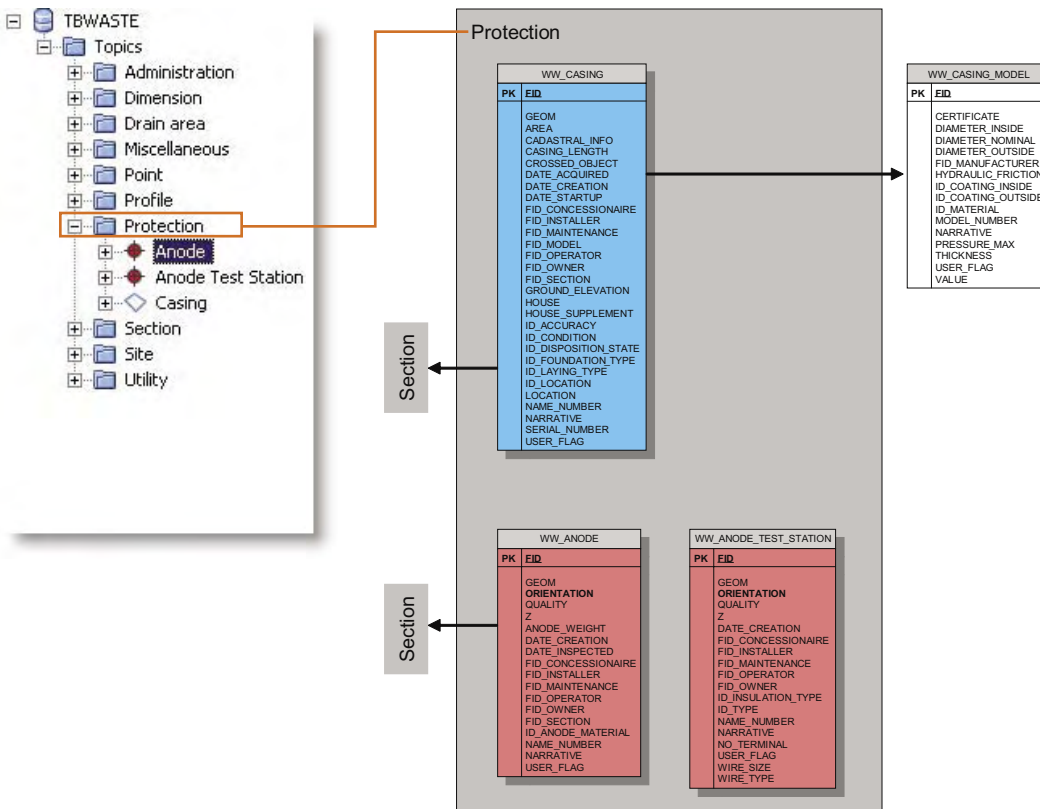 TBWASTE
Topics
Administration
Dimension
Drain area
Miscellaneous
Point
Profile
Protection
Anode
Anode Test Station
Casing
Section
Site
Utility
Protection
WW_CASING
PK FID
GEOM
AREA
CADASTRAL_INFO
CASING_LENGTH
CROSSED_OBJECT
DATE_ACQUIRED
DATE_CREATION
DATE_STARTUP
FID_CONCESSIONAIRE
FID_INSTALLER
FID_MAINTENANCE
FID_MODEL
FID_OPERATOR
FID_OWNER
FID_SECTION
GROUND_ELEVATION
HOUSE
HOUSE_SUPPLEMENT
ID_ACCURACY
ID_CONDITION
ID_DISPOSITION_STATE
ID_FOUNDATION_TYPE
ID_LAYING_TYPE
ID_LOCATION
LOCATION
NAME_NUMBER
NARRATIVE
SERIAL_NUMBER
USER_FLAG
WW_CASING_MODEL
PK FID
CERTIFICATE
DIAMETER_INSIDE
DIAMETER_NOMINAL
DIAMETER_OUTSIDE
FID_MANUFACTURER
HYDRAULIC_FRICTION
ID_COATING_INSIDE
ID_COATING_OUTSIDE
ID_MATERIAL
MODEL_NUMBER
NARRATIVE
PRESSURE_MAX
THICKNESS
USER_FLAG
VALUE
Section
Section
WW_ANODE
PK FID
GEOM
ORIENTATION
QUALITY
Z
ANODE_WEIGHT
DATE_CREATION
DATE_INSPECTED
FID_CONCESSIONAIRE
FID_INSTALLER
FID_MAINTENANCE
FID_OPERATOR
FID_OWNER
FID_SECTION
ID_ANODE_MATERIAL
NAME_NUMBER
NARRATIVE
USER_FLAG
WW_ANODE_TEST_STATION
PK FID
GEOM
ORIENTATION
QUALITY
Z
DATE_CREATION
FID_CONCESSIONAIRE
FID_INSTALLER
FID_MAINTENANCE
FID_OPERATOR
FID_OWNER
ID_INSULATION_TYPE
ID_TYPE
NAME_NUMBER
NARRATIVE
NO_TERMINAL
USER_FLAG
WIRE_SIZE
WIRE_TYPE